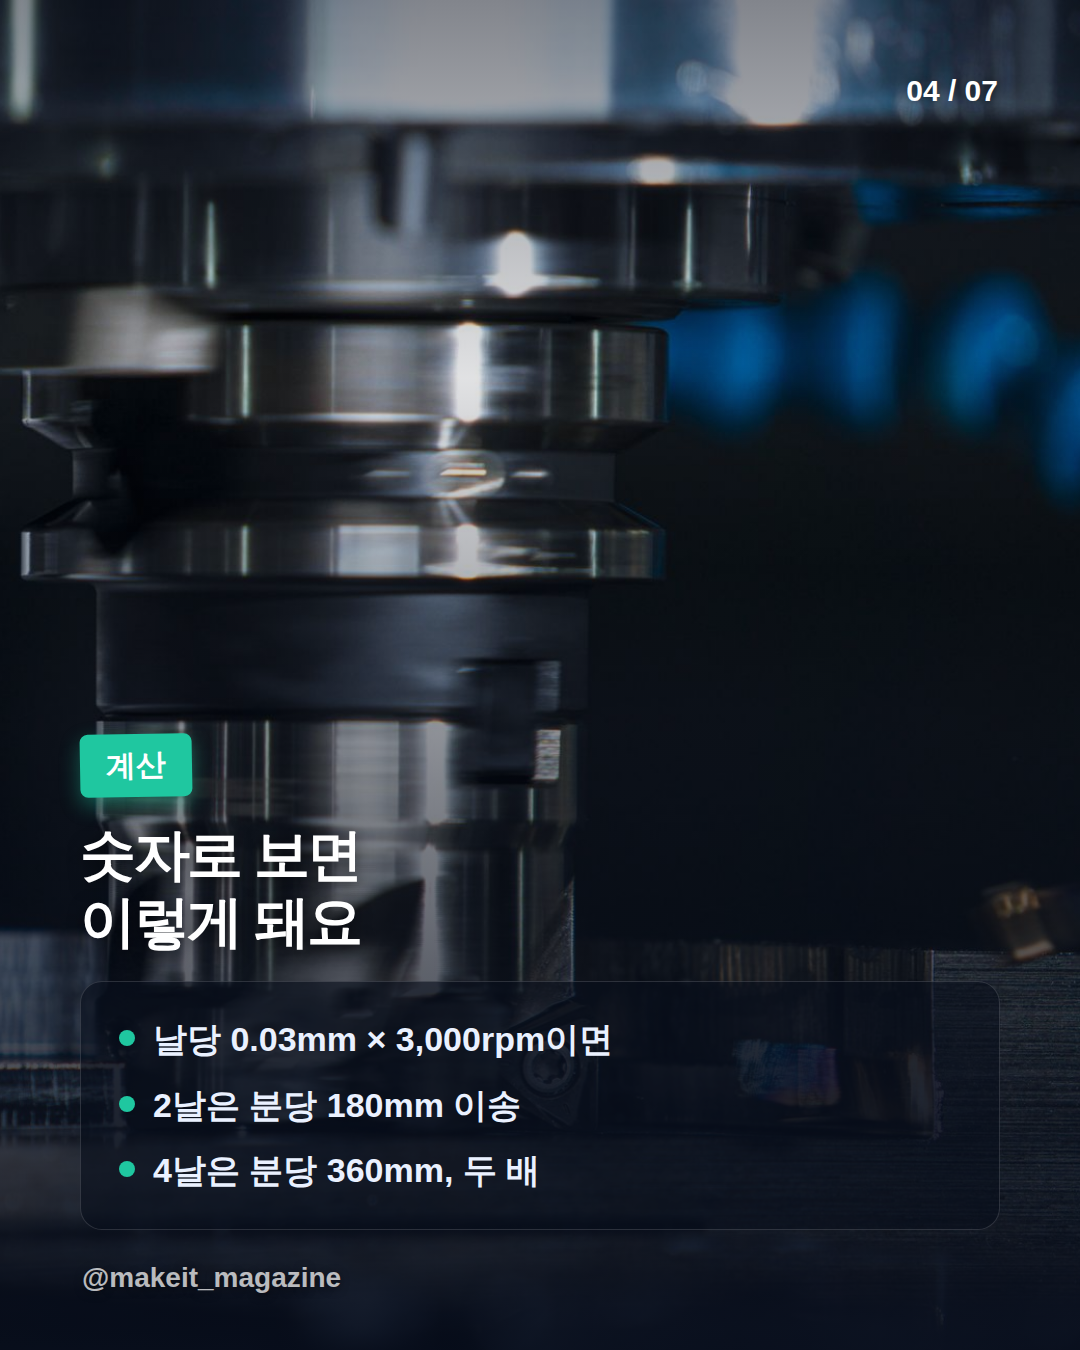 04 / 07
계산
숫자로 보면
이렇게 돼요
날당 0.03mm × 3,000rpm이면
2날은 분당 180mm 이송
4날은 분당 360mm, 두 배
@makeit_magazine